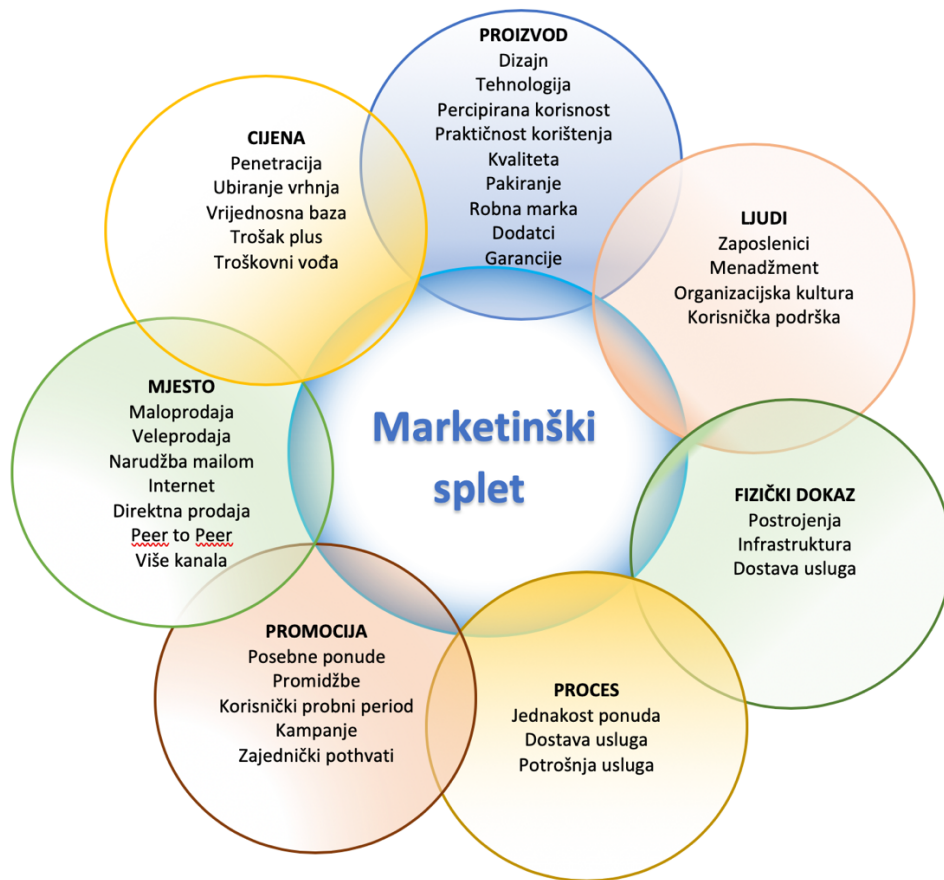 PROIZVOD
Dizajn
Tehnologija
Percipirana korisnost
Praktičnost korištenja
Kvaliteta
Pakiranje
Robna marka
Dodatci
Garancije
CIJENA
Penetracija
Ubiranje vrhnja
Vrijednosna baza
Trošak plus
Troškovni vođa
LJUDI
Zaposlenici
Menadžment
Organizacijska kultura
Korisnička podrška
MJESTO
Maloprodaja
Veleprodaja
Narudžba mailom
Internet
Direktna prodaja
Peer to Peer
Više kanala
Marketinški
splet
FIZIČKI DOKAZ
Postrojenja
Infrastruktura
Dostava usluga
PROMOCIJA
Posebne ponude
Promidžbe
Korisnički probni period
Kampanje
Zajednički pothvati
PROCES
Jednakost ponuda
Dostava usluga
Potrošnja usluga